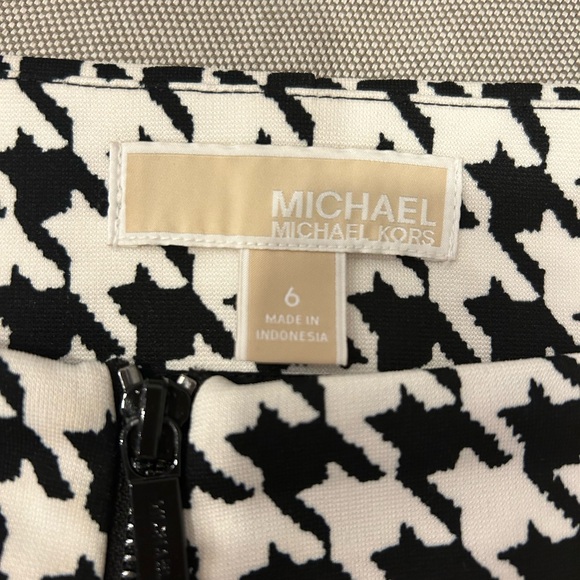 MICHAEL
MICHAEL KORS
6
MADE IN
INDONESIA